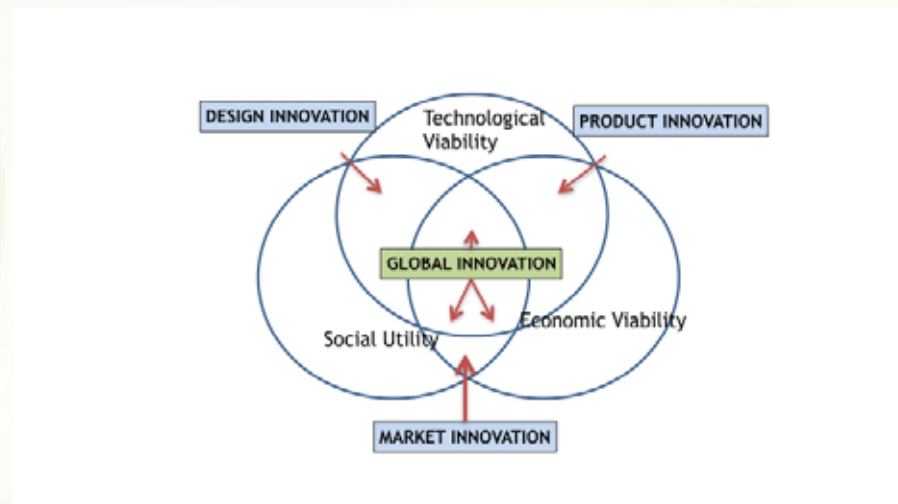 DESIGN INNOVATION
Technological
Viability
PRODUCT INNOVATION
GLOBAL INNOVATION
Economic Viability
Social Utility
MARKET INNOVATION